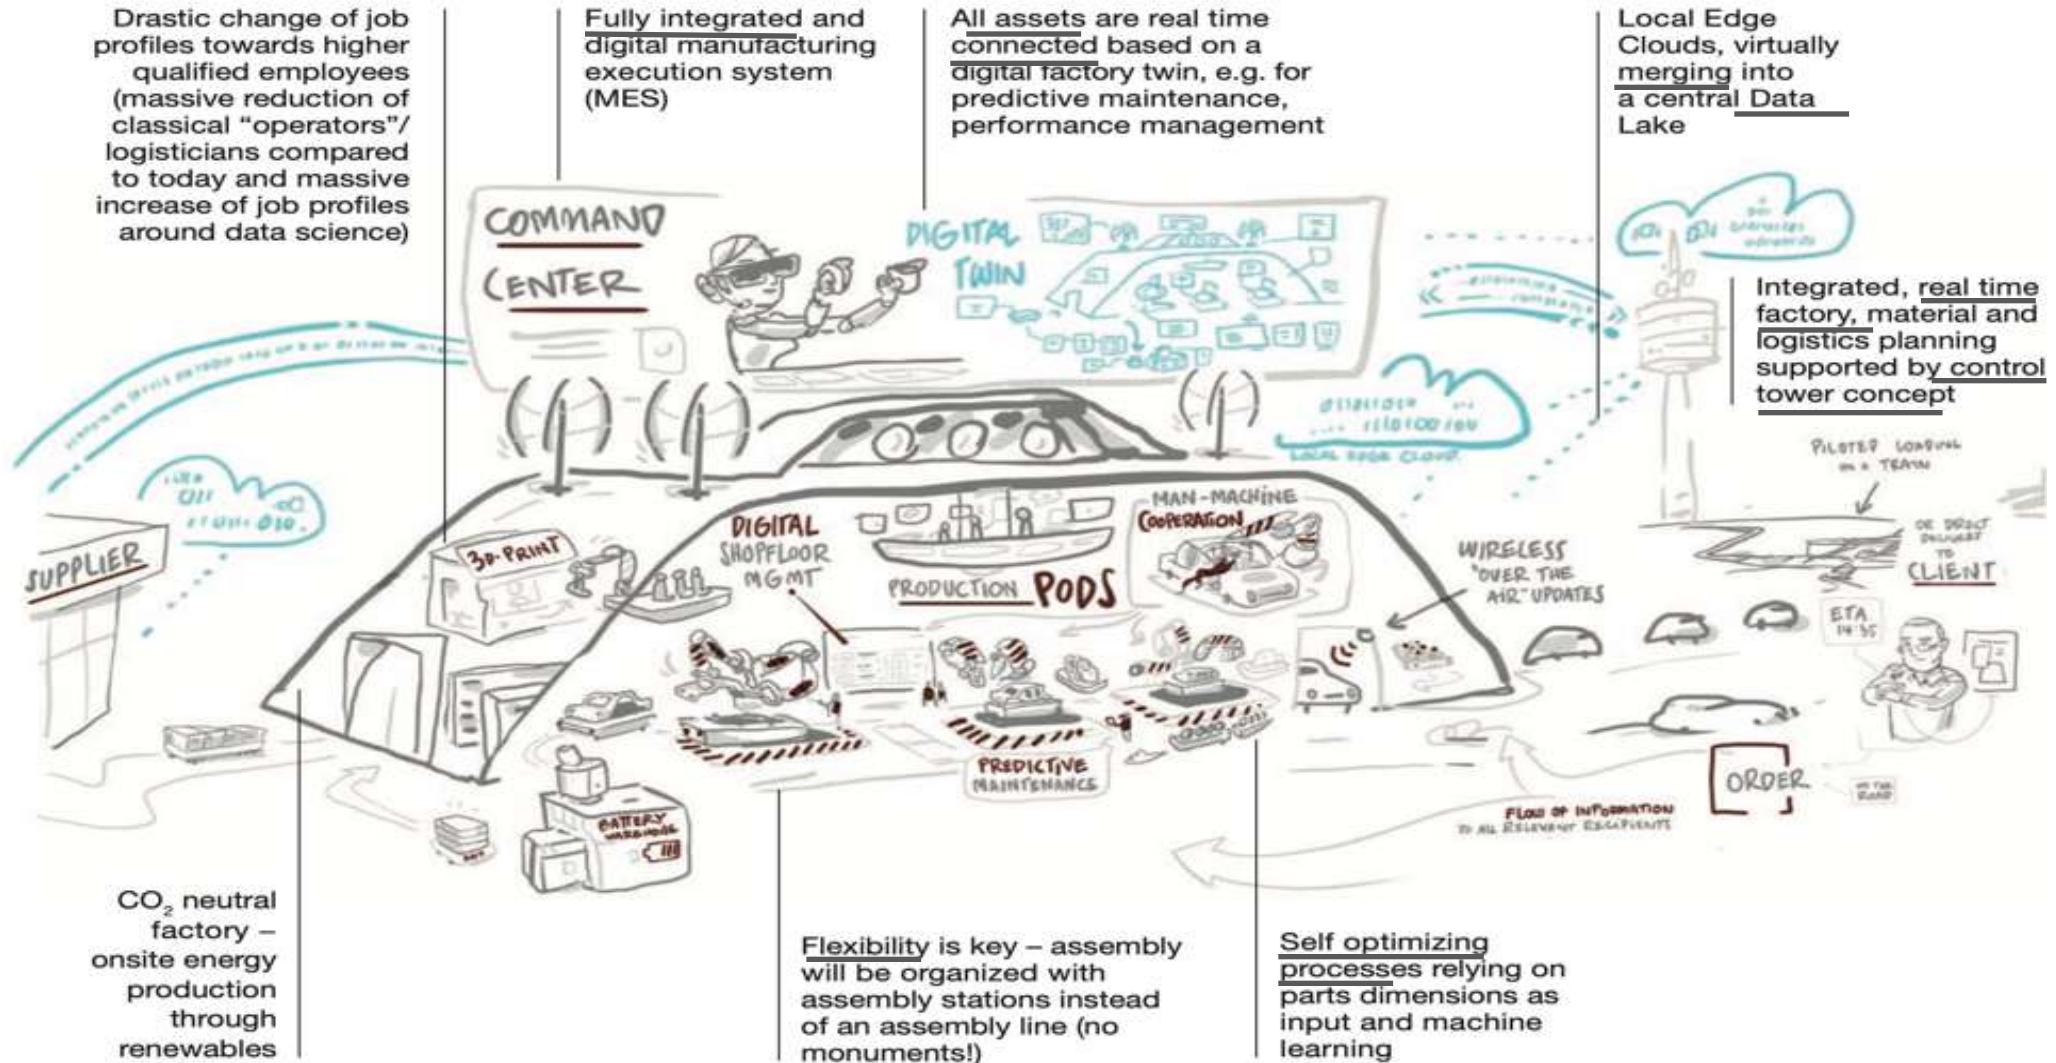 Drastic change of job
profiles towards higher
qualified employees
(massive reduction of
classical “operators”/
logisticians compared
to today and massive
increase of job profiles
around data science)
Fully integrated and
digital manufacturing
execution system
(MES)
All assets are real time
connected based on a
digital factory twin, e.g. for
predictive maintenance,
performance management
Local Edge
Clouds, virtually
merging into
a central Data
Lake
Integrated, real time
factory, material and
logistics planning
supported by control
tower concept
COMMAND
CENTER
DIGITAL
TWIN
LOCAL EDGE CLOUD
PILOTED LOADING
ON A TRAIN
OR DIRECT
DELIVERY
TO
CLIENT
SUPPLIER
3D-PRINT
DIGITAL
SHOPFLOOR
MGMT
PRODUCTION PODS
MAN-MACHINE
COOPERATION
WIRELESS
"OVER THE
AIR" UPDATES
ETA
14:35
PREDICTIVE
MAINTENANCE
BATTERY
WAREHOUSE
ORDER
ON THE
ROAD
FLOW OF INFORMATION
TO ALL RELEVANT RECIPIENTS
CO₂ neutral
factory –
onsite energy
production
through
renewables
Flexibility is key – assembly
will be organized with
assembly stations instead
of an assembly line (no
monuments!)
Self optimizing
processes relying on
parts dimensions as
input and machine
learning